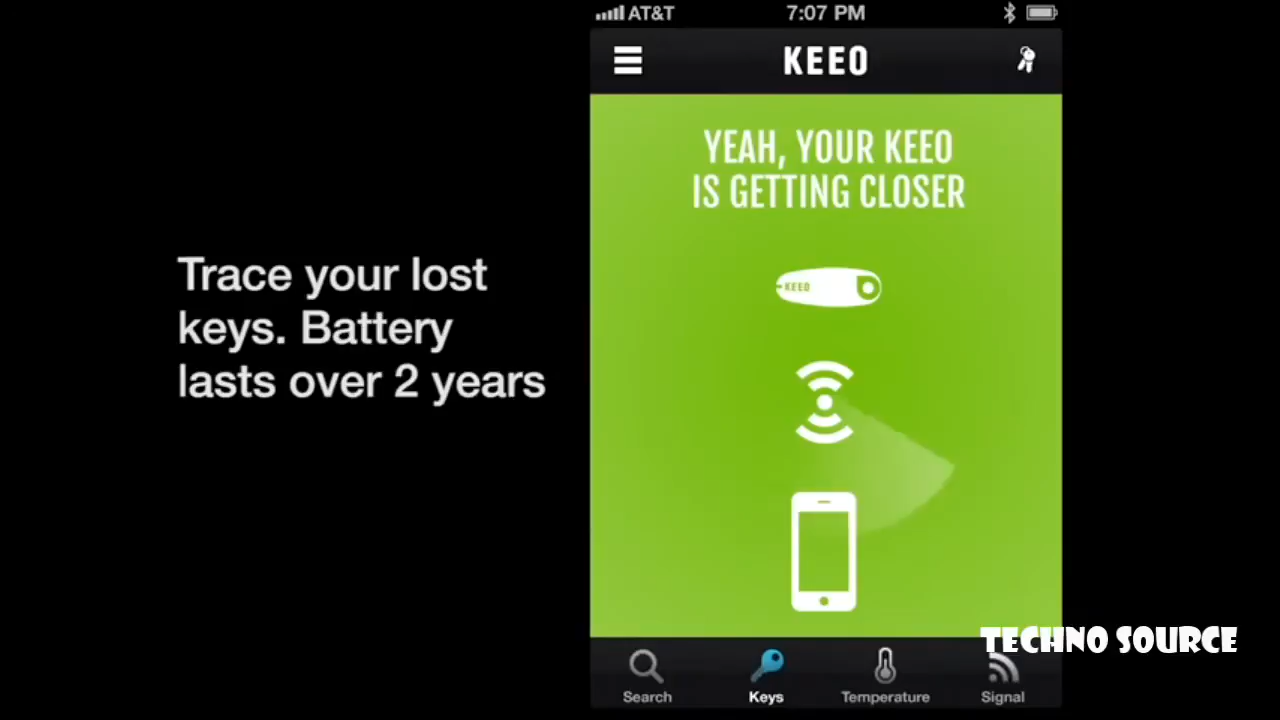 AT&T 7:07 PM
KEEO
YEAH, YOUR KEEO
IS GETTING CLOSER
KEEO
Trace your lost
keys. Battery
lasts over 2 years
TECHNO SOURCE
Search Keys Temperature Signal